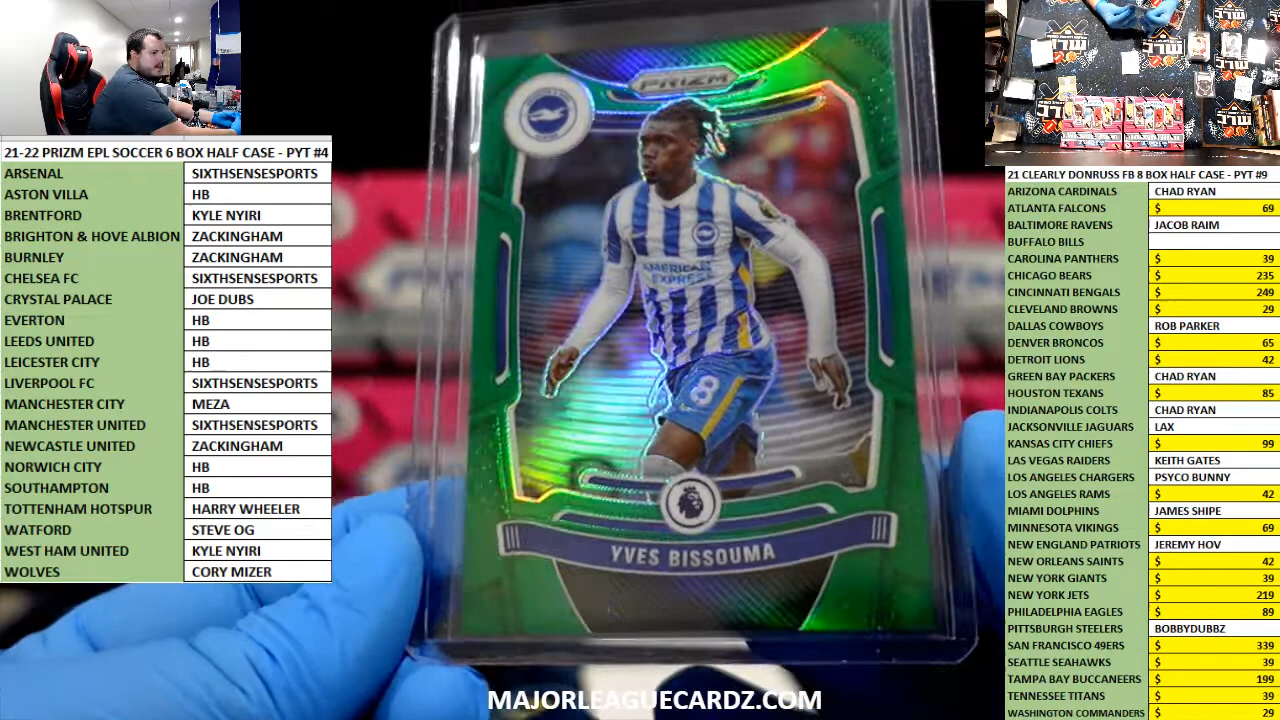 21-22 PRIZM EPL SOCCER 6 BOX HALF CASE - PYT #4
ARSENAL SIXTHSENSESPORTS
ASTON VILLA HB
BRENTFORD KYLE NYIRI
BRIGHTON & HOVE ALBION ZACKINGHAM
BURNLEY ZACKINGHAM
CHELSEA FC SIXTHSENSESPORTS
CRYSTAL PALACE JOE DUBS
EVERTON HB
LEEDS UNITED HB
LEICESTER CITY HB
LIVERPOOL FC SIXTHSENSESPORTS
MANCHESTER CITY MEZA
MANCHESTER UNITED SIXTHSENSESPORTS
NEWCASTLE UNITED ZACKINGHAM
NORWICH CITY HB
SOUTHAMPTON HB
TOTTENHAM HOTSPUR HARRY WHEELER
WATFORD STEVE OG
WEST HAM UNITED KYLE NYIRI
WOLVES CORY MIZER
PRIZM
AMERICAN
EXPRESS
8
YVES BISSOUMA
MAJORLEAGUECARDZ.COM
21 CLEARLY DONRUSS FB 8 BOX HALF CASE - PYT #9
ARIZONA CARDINALS CHAD RYAN
ATLANTA FALCONS $ 69
BALTIMORE RAVENS JACOB RAIM
BUFFALO BILLS
CAROLINA PANTHERS $ 39
CHICAGO BEARS $ 235
CINCINNATI BENGALS $ 249
CLEVELAND BROWNS $ 29
DALLAS COWBOYS ROB PARKER
DENVER BRONCOS $ 65
DETROIT LIONS $ 42
GREEN BAY PACKERS CHAD RYAN
HOUSTON TEXANS $ 85
INDIANAPOLIS COLTS CHAD RYAN
JACKSONVILLE JAGUARS LAX
KANSAS CITY CHIEFS $ 99
LAS VEGAS RAIDERS KEITH GATES
LOS ANGELES CHARGERS PSYCO BUNNY
LOS ANGELES RAMS $ 42
MIAMI DOLPHINS JAMES SHIPE
MINNESOTA VIKINGS $ 69
NEW ENGLAND PATRIOTS JEREMY HOV
NEW ORLEANS SAINTS $ 42
NEW YORK GIANTS $ 39
NEW YORK JETS $ 219
PHILADELPHIA EAGLES $ 89
PITTSBURGH STEELERS BOBBYDUBBZ
SAN FRANCISCO 49ERS $ 339
SEATTLE SEAHAWKS $ 39
TAMPA BAY BUCCANEERS $ 199
TENNESSEE TITANS $ 39
WASHINGTON COMMANDERS $ 29